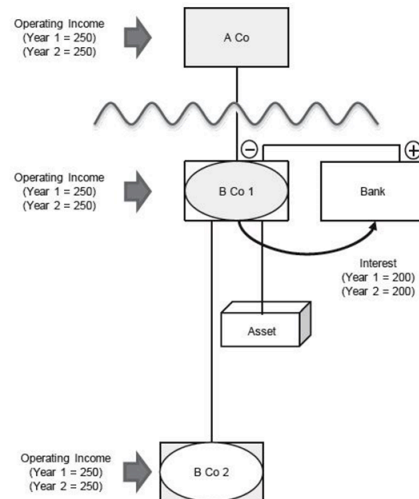 Operating Income
(Year 1 = 250)
(Year 2 = 250)
A Co
−
+
Operating Income
(Year 1 = 250)
(Year 2 = 250)
B Co 1
Bank
Interest
(Year 1 = 200)
(Year 2 = 200)
Asset
Operating Income
(Year 1 = 250)
(Year 2 = 250)
B Co 2